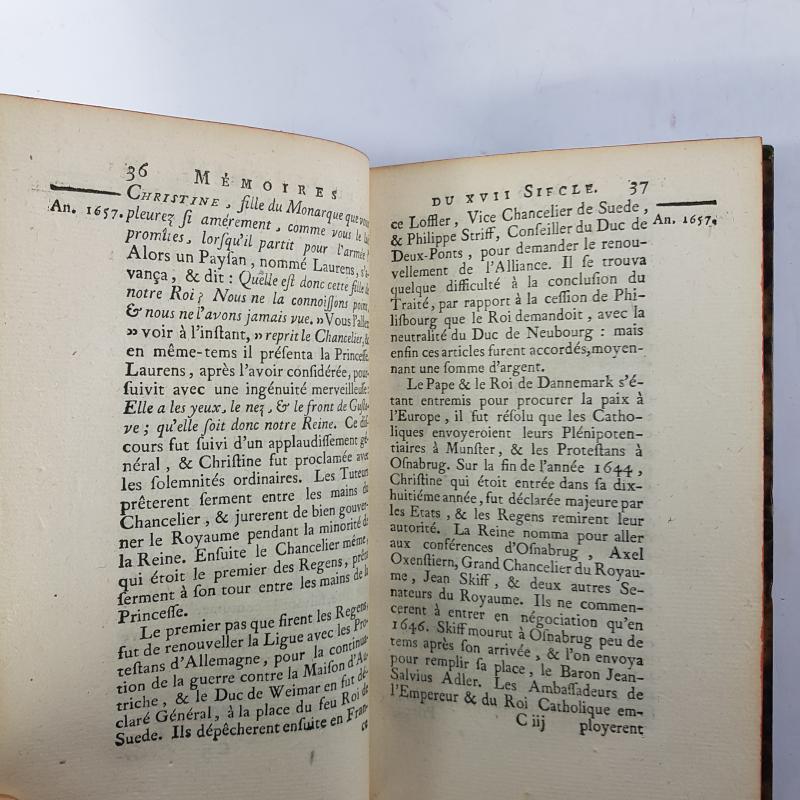 36 MÉMOIRES
CHRISTINE, fille du Monarque que vous
An. 1657. pleurez ſi amérement, comme vous le lui
promîtes, lorſqu'il partit pour l'armée ?
Alors un Payſan, nommé Laurens, s'a-
vança, & dit : Quelle eſt donc cette fille de
notre Roi ? Nous ne la connoiſſons point,
& nous ne l'avons jamais vue. » Vous l'allez
» voir à l'inſtant, » reprit le Chancelier, &
en même-tems il préſenta la Princeſſe.
Laurens, après l'avoir conſidérée, pour-
ſuivit avec une ingénuité merveilleuſe :
Elle a les yeux, le nez, & le front de Guſta-
ve ; qu'elle ſoit donc notre Reine. Ce diſ-
cours fut ſuivi d'un applaudiſſement gé-
néral, & Chriſtine fut proclamée avec
les ſolemnités ordinaires. Les Tuteurs
prêterent ſerment entre les mains du
Chancelier, & jurerent de bien gouver-
ner le Royaume pendant la minorité de
la Reine. Enſuite le Chancelier même,
qui étoit le premier des Regens, prêta
ſerment à ſon tour entre les mains de la
Princeſſe.
Le premier pas que firent les Regens,
fut de renouveller la Ligue avec les Pro-
teſtans d'Allemagne, pour la continua-
tion de la guerre contre la Maiſon d'Au-
triche, & le Duc de Weimar en fut dé-
claré Général, à la place du feu Roi de
Suede. Ils dépêcherent enſuite en Fran-
ce
DU XVII SIECLE. 37
ce Loffler, Vice Chancelier de Suede,
& Philippe Striff, Conſeiller du Duc de An. 1657.
Deux-Ponts, pour demander le renou-
vellement de l'Alliance. Il ſe trouva
quelque difficulté à la concluſion du
Traité, par rapport à la ceſſion de Phi-
liſbourg que le Roi demandoit, avec la
neutralité du Duc de Neubourg : mais
enfin ces articles furent accordés, moyen-
nant une ſomme d'argent.
Le Pape & le Roi de Dannemark s'é-
tant entremis pour procurer la paix à
l'Europe, il fut réſolu que les Catho-
liques envoyeroient leurs Plénipoten-
tiaires à Munſter, & les Proteſtans à
Oſnabrug. Sur la fin de l'année 1644,
Chriſtine qui étoit entrée dans ſa dix-
huitiéme année, fut déclarée majeure par
les Etats, & les Regens remirent leur
autorité. La Reine nomma pour aller
aux conférences d'Oſnabrug, Axel
Oxenſtiern, Grand Chancelier du Royau-
me, Jean Skiff, & deux autres Se-
nateurs du Royaume. Ils ne commen-
cerent à entrer en négociation qu'en
1646. Skiff mourut à Oſnabrug peu de
tems après ſon arrivée, & l'on envoya
pour remplir ſa place, le Baron Jean-
Salvius Adler. Les Ambaſſadeurs de
l'Empereur & du Roi Catholique em-
C iij ployerent